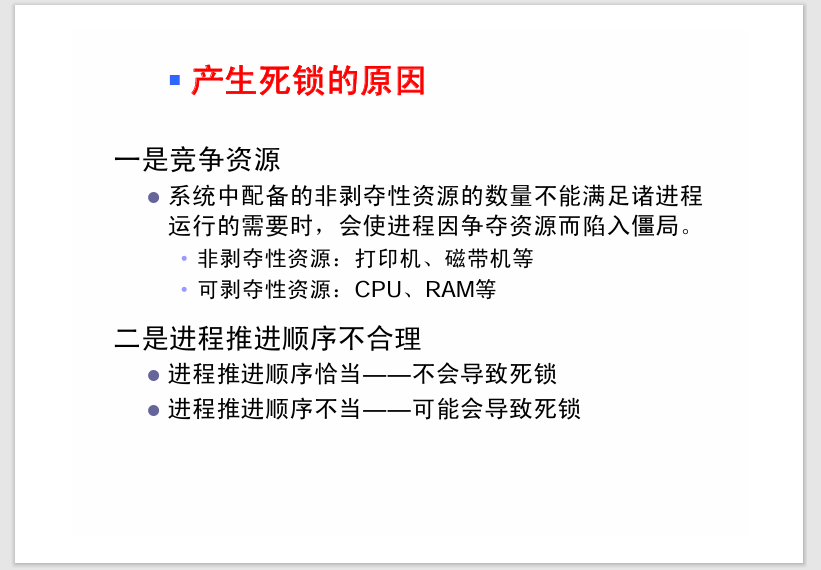 产生死锁的原因
一是竞争资源
系统中配备的非剥夺性资源的数量不能满足诸进程
运行的需要时，会使进程因争夺资源而陷入僵局。
非剥夺性资源：打印机、磁带机等
可剥夺性资源：CPU、RAM等
二是进程推进顺序不合理
进程推进顺序恰当——不会导致死锁
进程推进顺序不当——可能会导致死锁